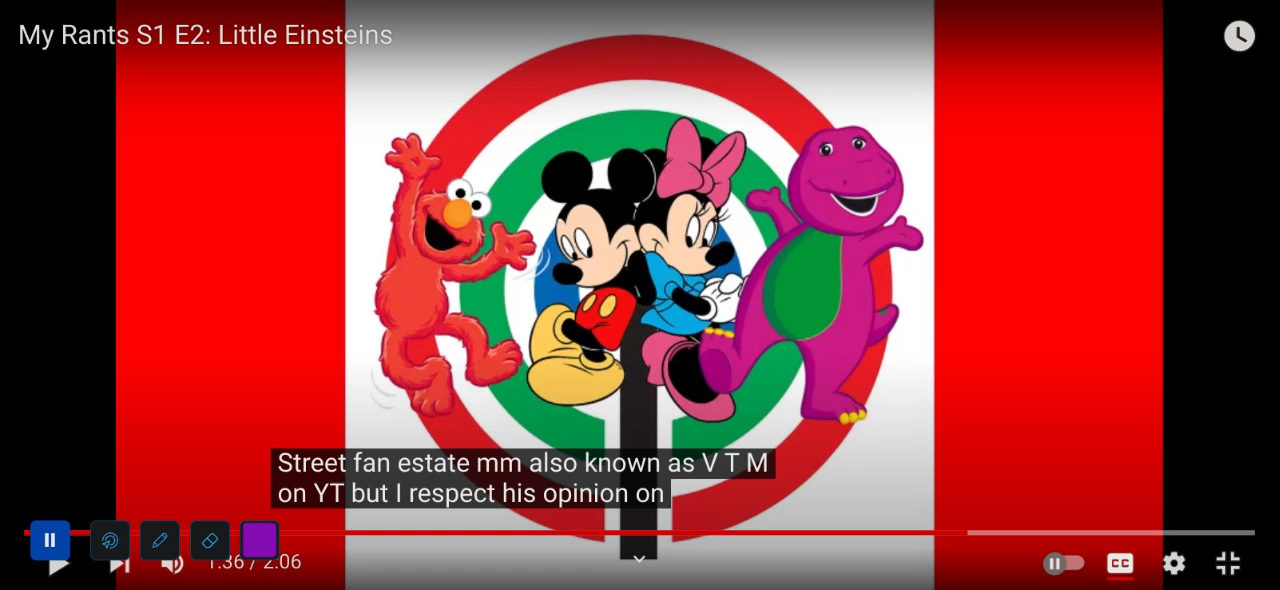 My Rants S1 E2: Little Einsteins
Street fan estate mm also known as V T M
on YT but I respect his opinion on
1:36 / 2:06
CC